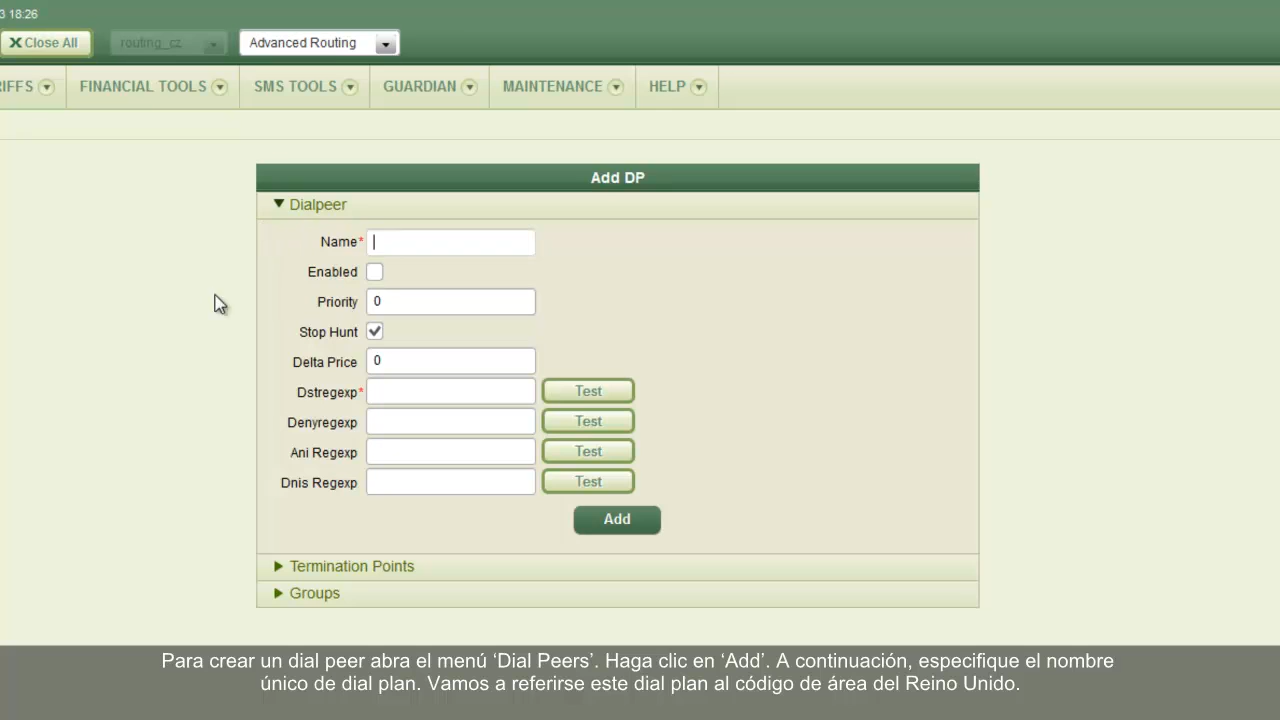 3 18:26
Close All routing_cz Advanced Routing
RIFFS FINANCIAL TOOLS SMS TOOLS GUARDIAN MAINTENANCE HELP
Add DP
Dialpeer
Name*
Enabled
Priority 0
Stop Hunt
Delta Price 0
Dstregexp* Test
Denyregexp Test
Ani Regexp Test
Dnis Regexp Test
Add
Termination Points
Groups
Para crear un dial peer abra el menú ‘Dial Peers’. Haga clic en ‘Add’. A continuación, especifique el nombre
único de dial plan. Vamos a referirse este dial plan al código de área del Reino Unido.